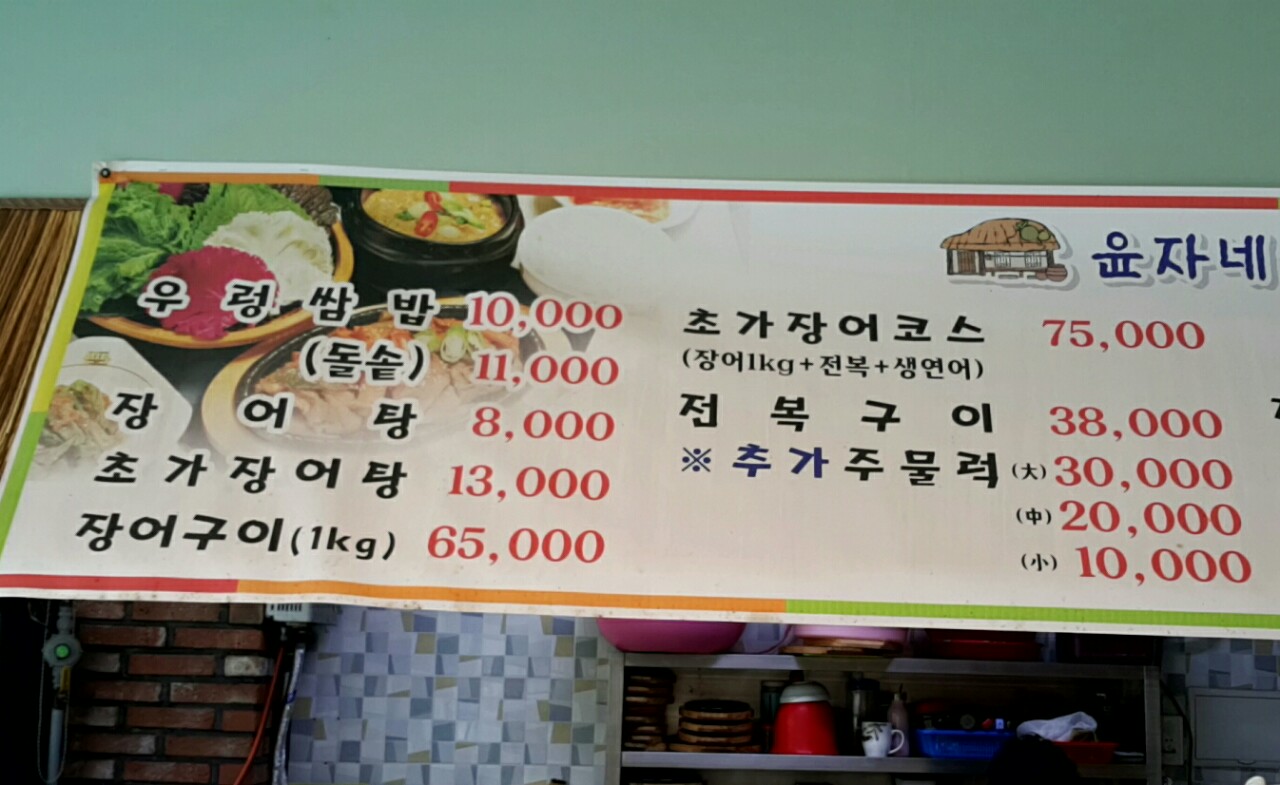 우렁쌈밥 10,000
(돌솥) 11,000
장어탕 8,000
초가장어탕 13,000
장어구이(1kg) 65,000
윤자네
초가장어코스 75,000
(장어1kg+전복+생연어)
전복구이 38,000
※추가주물럭 (大) 30,000
(中) 20,000
(小) 10,000